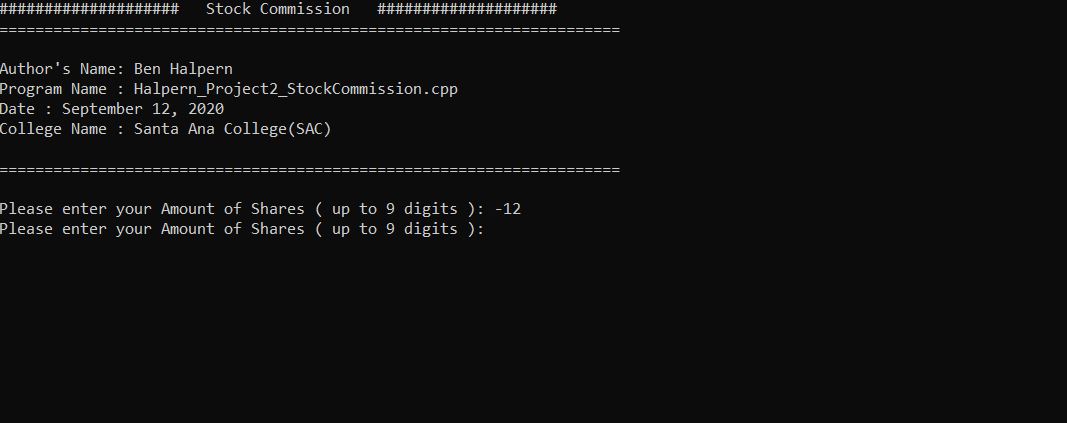 ####################   Stock Commission   ####################
=====================================================================
Author's Name: Ben Halpern
Program Name : Halpern_Project2_StockCommission.cpp
Date : September 12, 2020
College Name : Santa Ana College(SAC)
=====================================================================
Please enter your Amount of Shares ( up to 9 digits ): -12
Please enter your Amount of Shares ( up to 9 digits ):